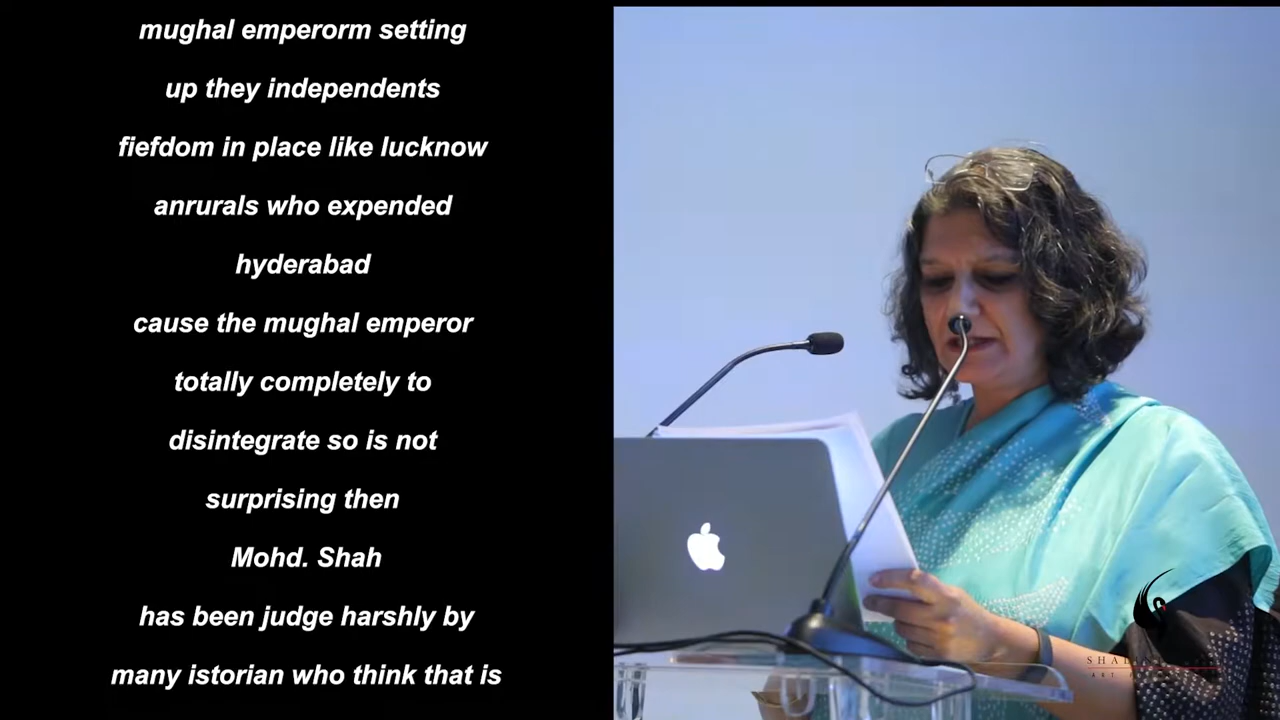 mughal emperorm setting
up they independents
fiefdom in place like lucknow
anrurals who expended
hyderabad
cause the mughal emperor
totally completely to
disintegrate so is not
surprising then
Mohd. Shah
has been judge harshly by
many istorian who think that is